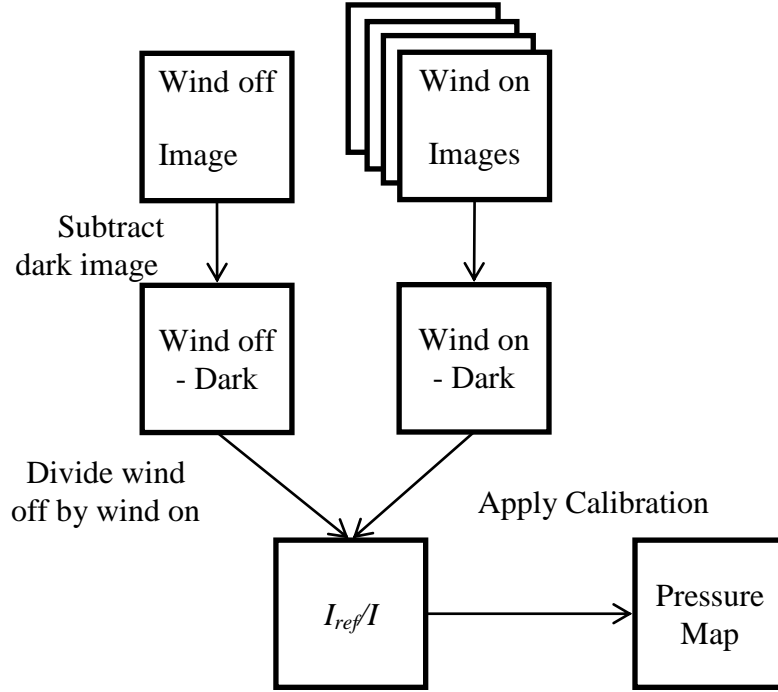 Wind off
Image
Wind on
Images
Subtract
dark image
Wind off
- Dark
Wind on
- Dark
Divide wind
off by wind on
Apply Calibration
I_ref/I
Pressure
Map